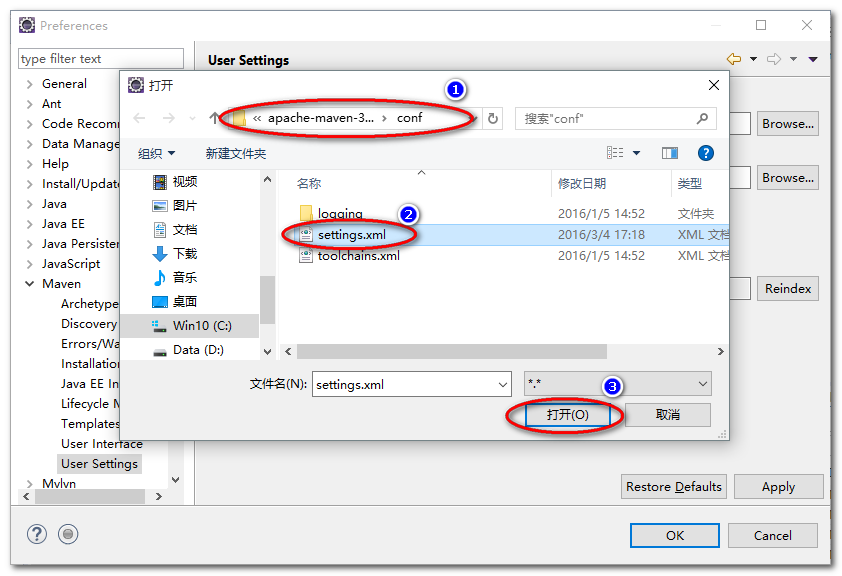 Preferences
type filter text
User Settings
General
Ant
Code Recom
Data Manage
Help
Install/Update
Java
Java EE
Java Persister
JavaScript
Maven
Archetype
Discovery
Errors/Wa
Installation
Java EE In
Lifecycle M
Templates
User Interface
User Settings
Mylyn
打开
1
« apache-maven-3... › conf
搜索"conf"
组织
新建文件夹
?
视频
图片
文档
下载
音乐
桌面
Win10 (C:)
Data (D:)
名称
修改日期
类型
logging
2016/1/5 14:52
文件夹
2
settings.xml
2016/3/4 17:18
XML 文档
toolchains.xml
2016/1/5 14:52
XML 文档
文件名(N):
settings.xml
*.*
3
打开(O)
取消
Browse...
Browse...
Reindex
Restore Defaults
Apply
?
OK
Cancel